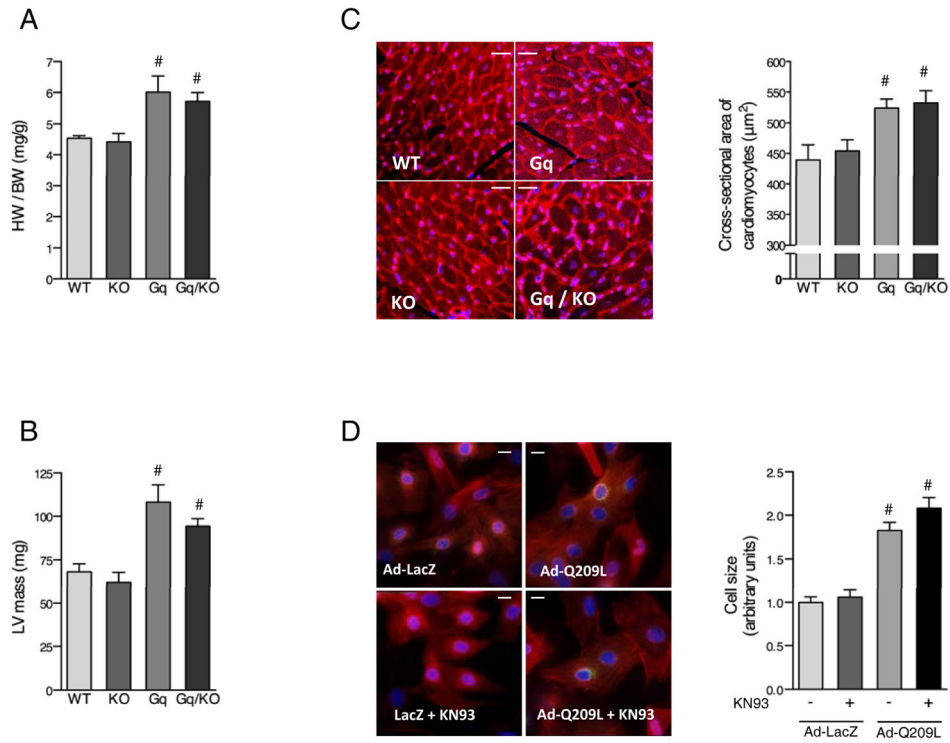 A
HW / BW (mg/g)
7
6
5
4
3
2
1
0
#
#
WT KO Gq Gq/KO
C
WT
Gq
KO
Gq / KO
Cross-sectional area of
cardiomyocytes (µm²)
600
550
500
450
400
350
300
0
#
#
WT KO Gq Gq/KO
B
LV mass (mg)
125
100
75
50
25
0
#
#
WT KO Gq Gq/KO
D
Ad-LacZ
Ad-Q209L
LacZ + KN93
Ad-Q209L + KN93
Cell size
(arbitrary units)
2.5
2.0
1.5
1.0
0.5
0.0
#
#
KN93 - + - +
Ad-LacZ Ad-Q209L